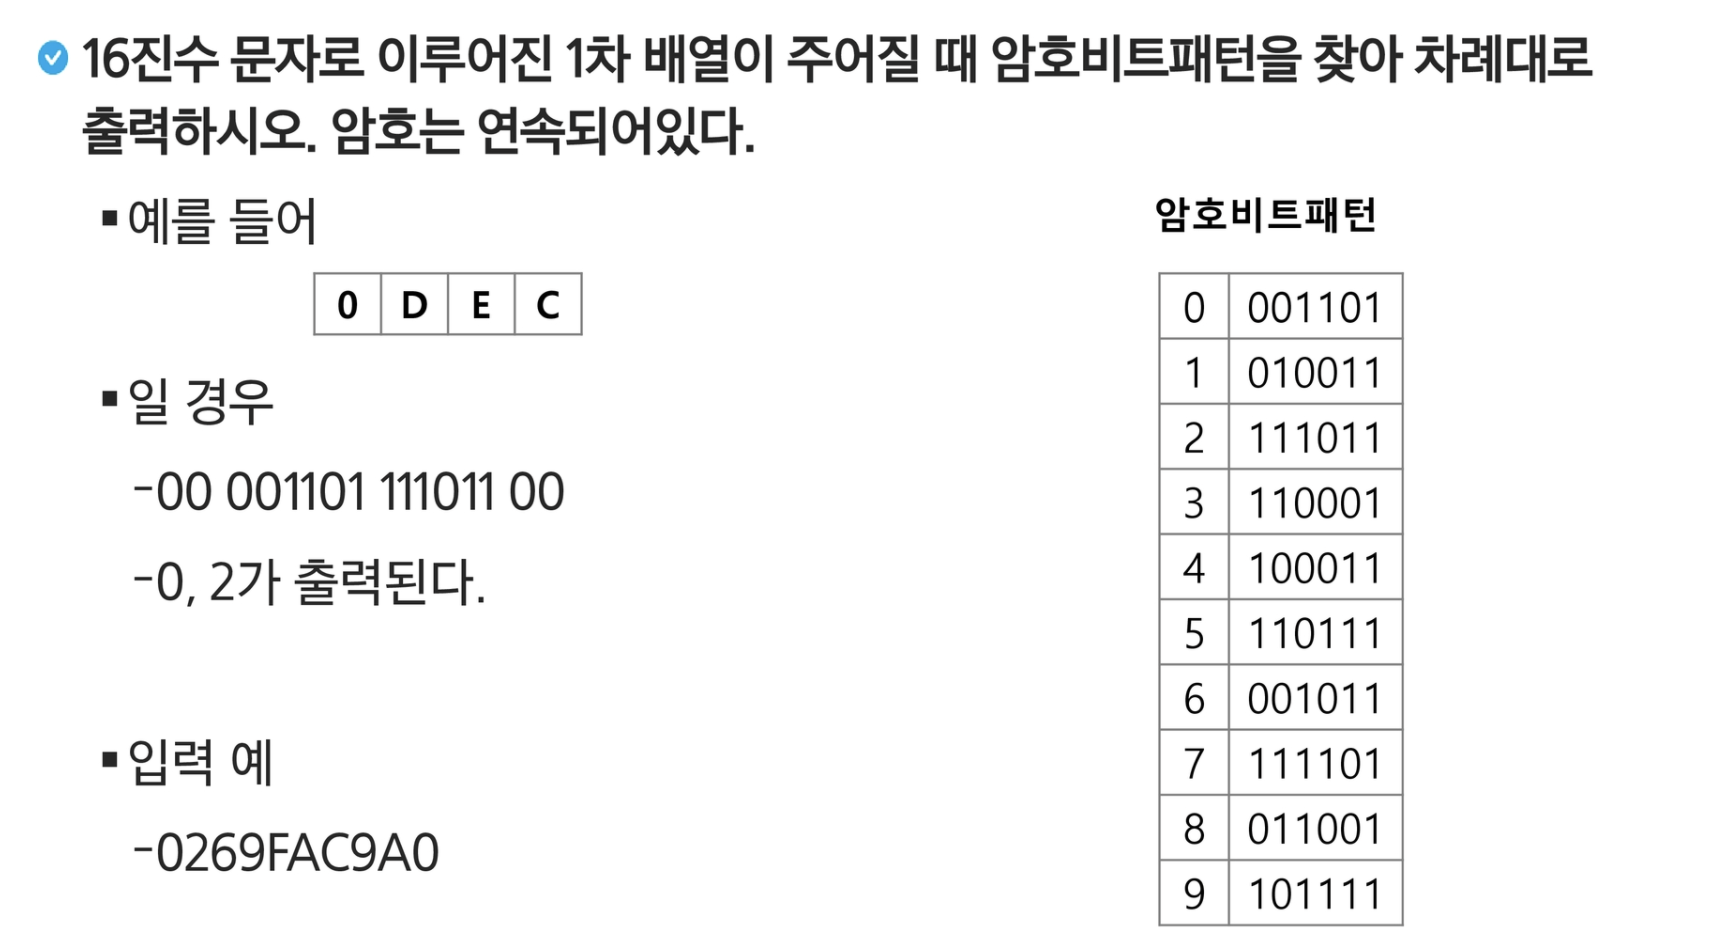 16진수 문자로 이루어진 1차 배열이 주어질 때 암호비트패턴을 찾아 차례대로
출력하시오. 암호는 연속되어있다.
▪예를 들어
0 D E C
▪일 경우
-00 001101 111011 00
-0, 2가 출력된다.
▪입력 예
-0269FAC9A0
암호비트패턴
0 001101
1 010011
2 111011
3 110001
4 100011
5 110111
6 001011
7 111101
8 011001
9 101111